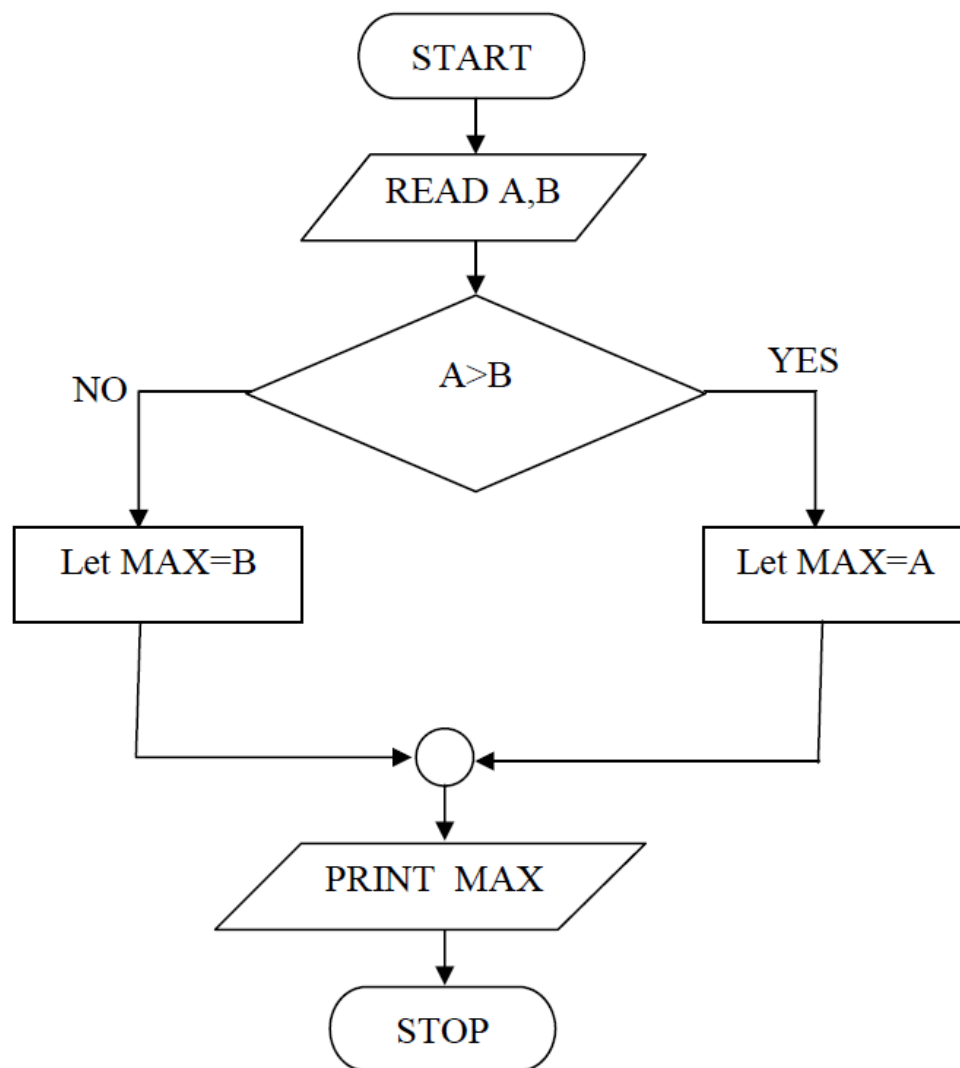 START
READ A,B
A>B
NO
YES
Let MAX=B
Let MAX=A
PRINT MAX
STOP